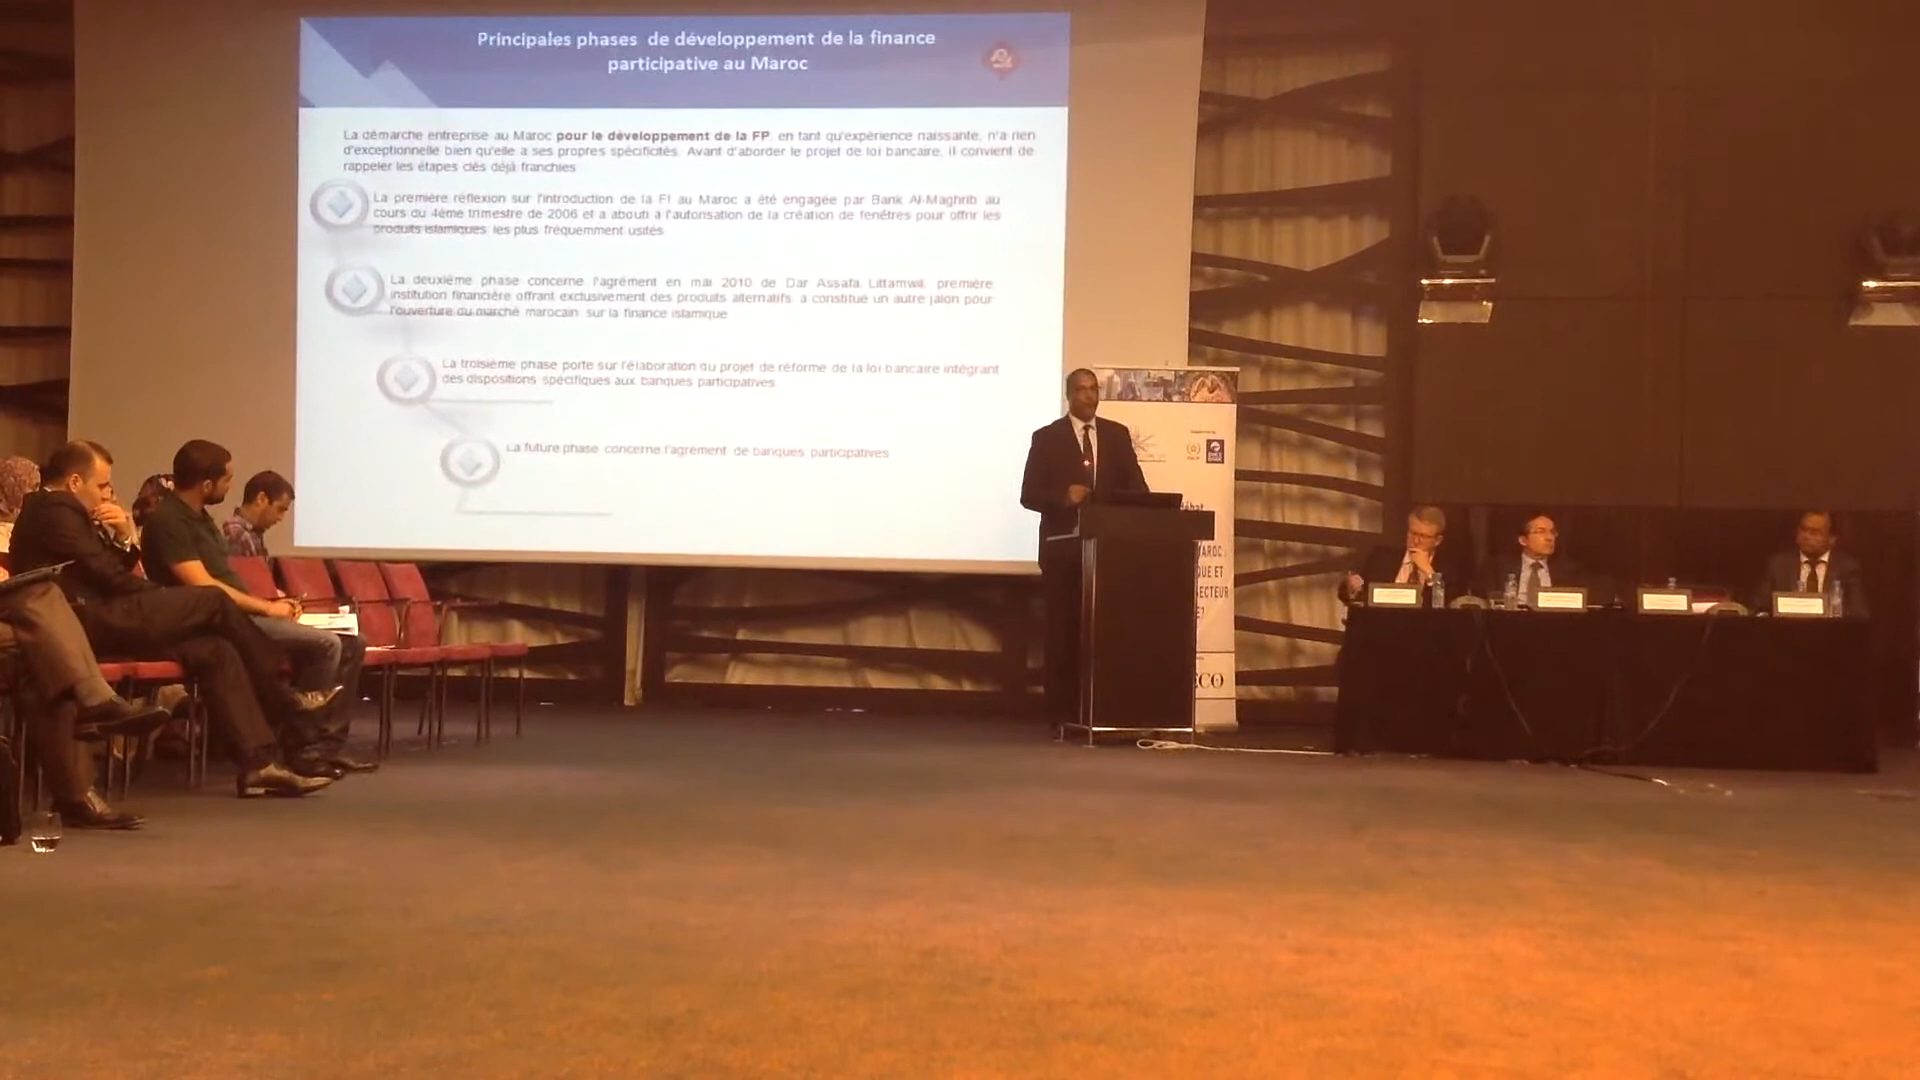 Principales phases de développement de la finance
participative au Maroc
La démarche entreprise au Maroc pour le développement de la FP, en tant qu'expérience naissante, n'a rien
d'exceptionnelle bien qu'elle a ses propres spécificités. Avant d'aborder le projet de loi bancaire, il convient de
rappeler les étapes clés déjà franchies
La première réflexion sur l'introduction de la FI au Maroc a été engagée par Bank Al-Maghrib au
cours du 4ème trimestre de 2006 et a abouti à l'autorisation de la création de fenêtres pour offrir les
produits islamiques les plus fréquemment usités
La deuxième phase concerne l'agrément en mai 2010 de Dar Assafa Littamwil, première
institution financière offrant exclusivement des produits alternatifs, a constitué un autre jalon pour
l'ouverture du marché marocain sur la finance islamique
La troisième phase porte sur l'élaboration du projet de réforme de la loi bancaire intégrant
des dispositions spécifiques aux banques participatives.
La future phase concerne l'agrément de banques participatives
MAROC :
QUE ET
SECTEUR